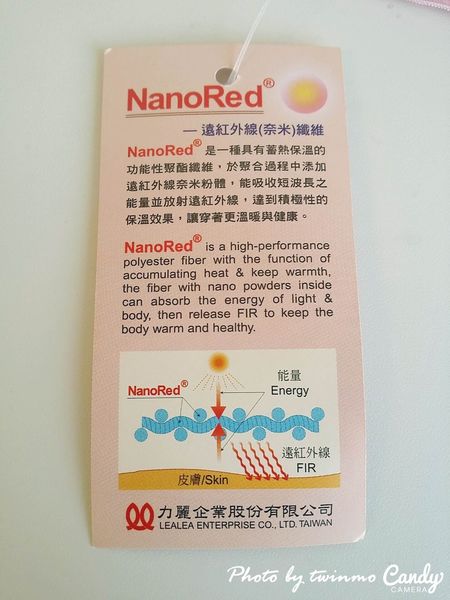 NanoRed®
— 遠紅外線(奈米)纖維
NanoRed® 是一種具有蓄熱保溫的
功能性聚酯纖維，於聚合過程中添加
遠紅外線奈米粉體，能吸收短波長之
能量並放射遠紅外線，達到積極性的
保溫效果，讓穿著更溫暖與健康。
NanoRed® is a high-performance
polyester fiber with the function of
accumulating heat & keep warmth,
the fiber with nano powders inside
can absorb the energy of light &
body, then release FIR to keep the
body warm and healthy.
能量
Energy
NanoRed®
遠紅外線
FIR
皮膚/Skin
力麗企業股份有限公司
LEALEA ENTERPRISE CO., LTD. TAIWAN
Photo by twinmo Candy
CAMERA